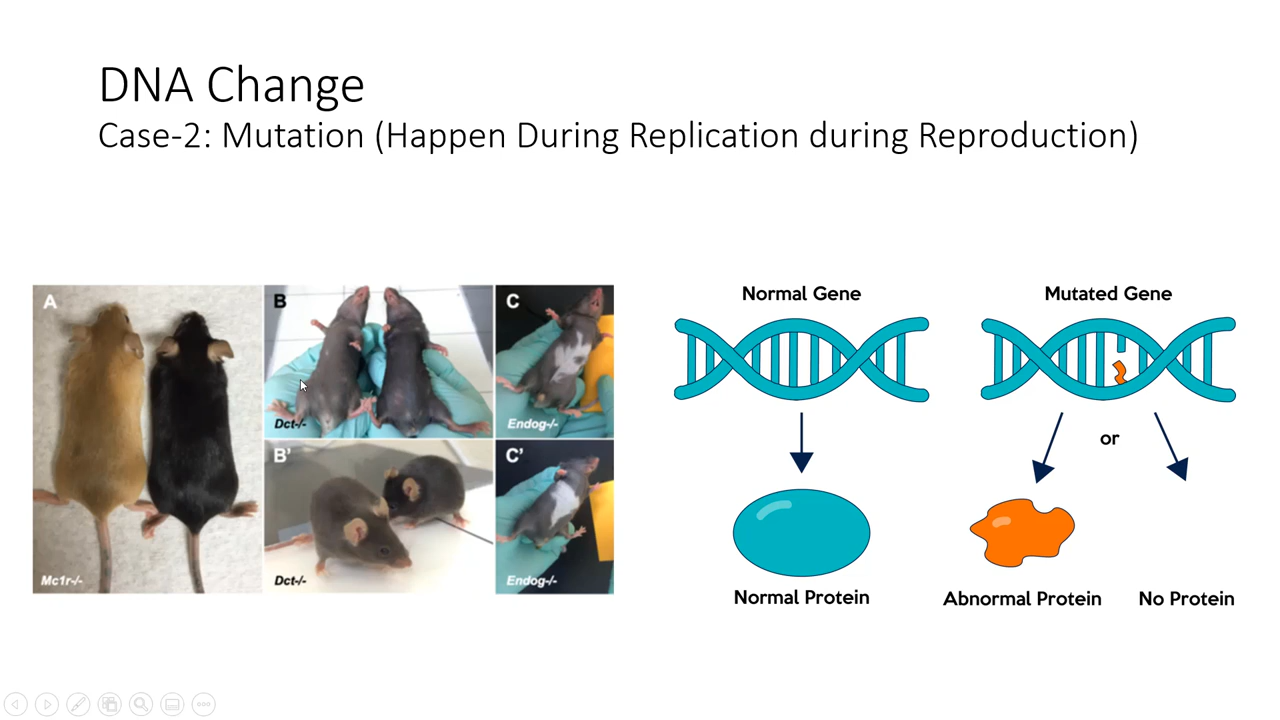 DNA Change
Case-2: Mutation (Happen During Replication during Reproduction)
A
B
C
Mc1r-/-
Dct-/-
Endog-/-
B'
C'
Dct-/-
Endog-/-
Normal Gene
Mutated Gene
or
Normal Protein
Abnormal Protein
No Protein